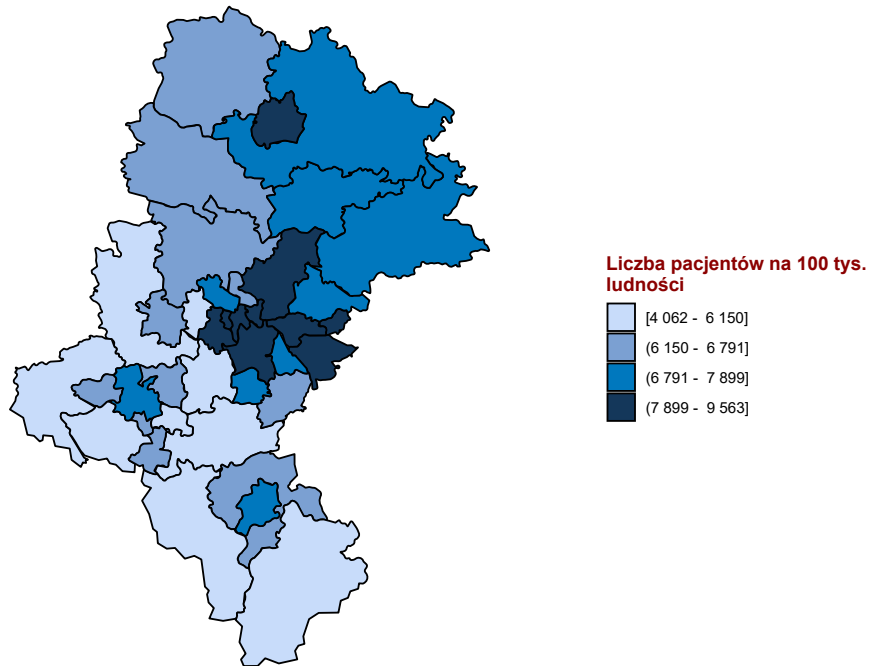 Liczba pacjentów na 100 tys.
ludności
[4 062 - 6 150]
(6 150 - 6 791]
(6 791 - 7 899]
(7 899 - 9 563]